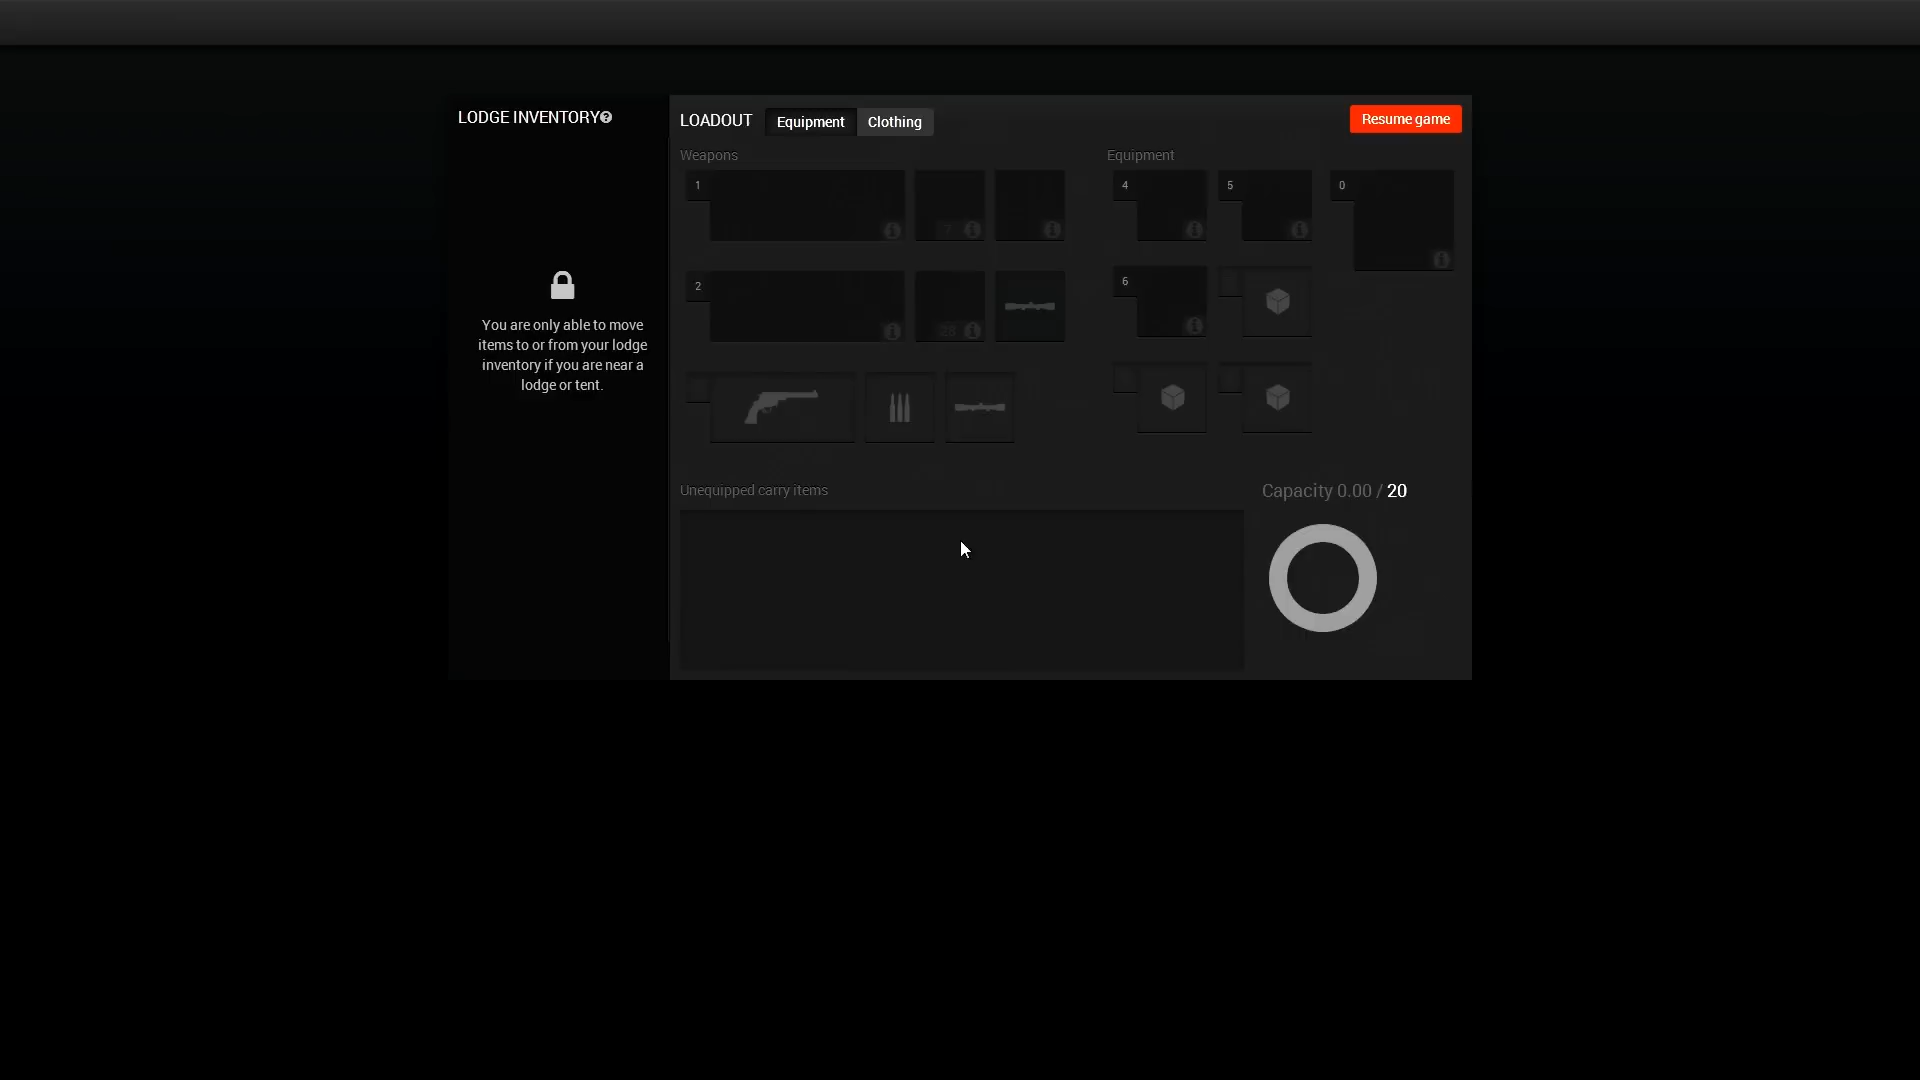 LODGE INVENTORY
LOADOUT
Equipment
Clothing
Resume game
Weapons
Equipment
1
7
4
5
0
2
28
6
You are only able to move
items to or from your lodge
inventory if you are near a
lodge or tent.
Unequipped carry items
Capacity 0.00 / 20